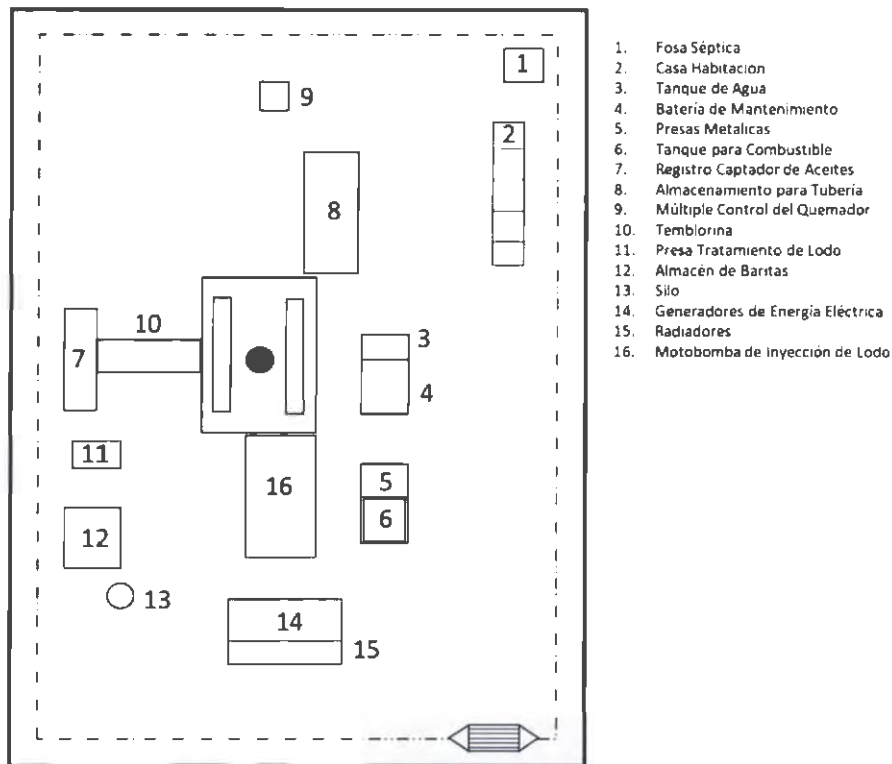 1
9
2
8
10
3
7
4
11
5
16
6
12
13
14
15
1. Fosa Séptica
2. Casa Habitacion
3. Tanque de Agua
4. Batería de Mantenimiento
5. Presas Metalicas
6. Tanque para Combustible
7. Registro Captador de Aceites
8. Almacenamiento para Tubería
9. Múltiple Control del Quemador
10. Temblorina
11. Presa Tratamiento de Lodo
12. Almacén de Baritas
13. Silo
14. Generadores de Energía Eléctrica
15. Radiadores
16. Motobomba de Inyección de Lodo